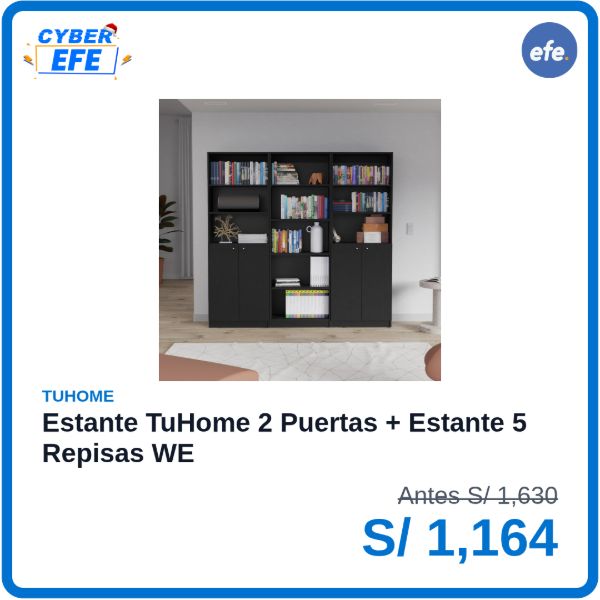 CYBER
EFE
efe.
TUHOME
Estante TuHome 2 Puertas + Estante 5
Repisas WE
Antes S/ 1,630
S/ 1,164